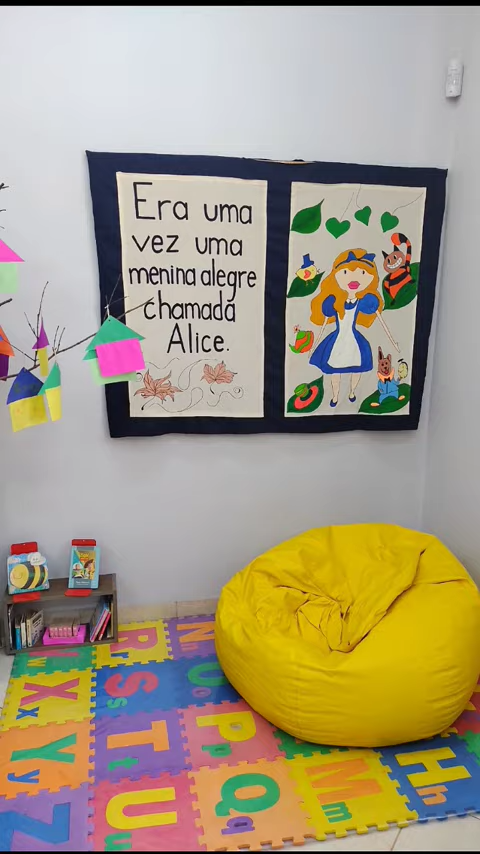 Era uma
vez uma
menina alegre
chamada
Alice.
R r N
W w
X x S s O o
Y y T t P p
M m H h
Z U u Q q